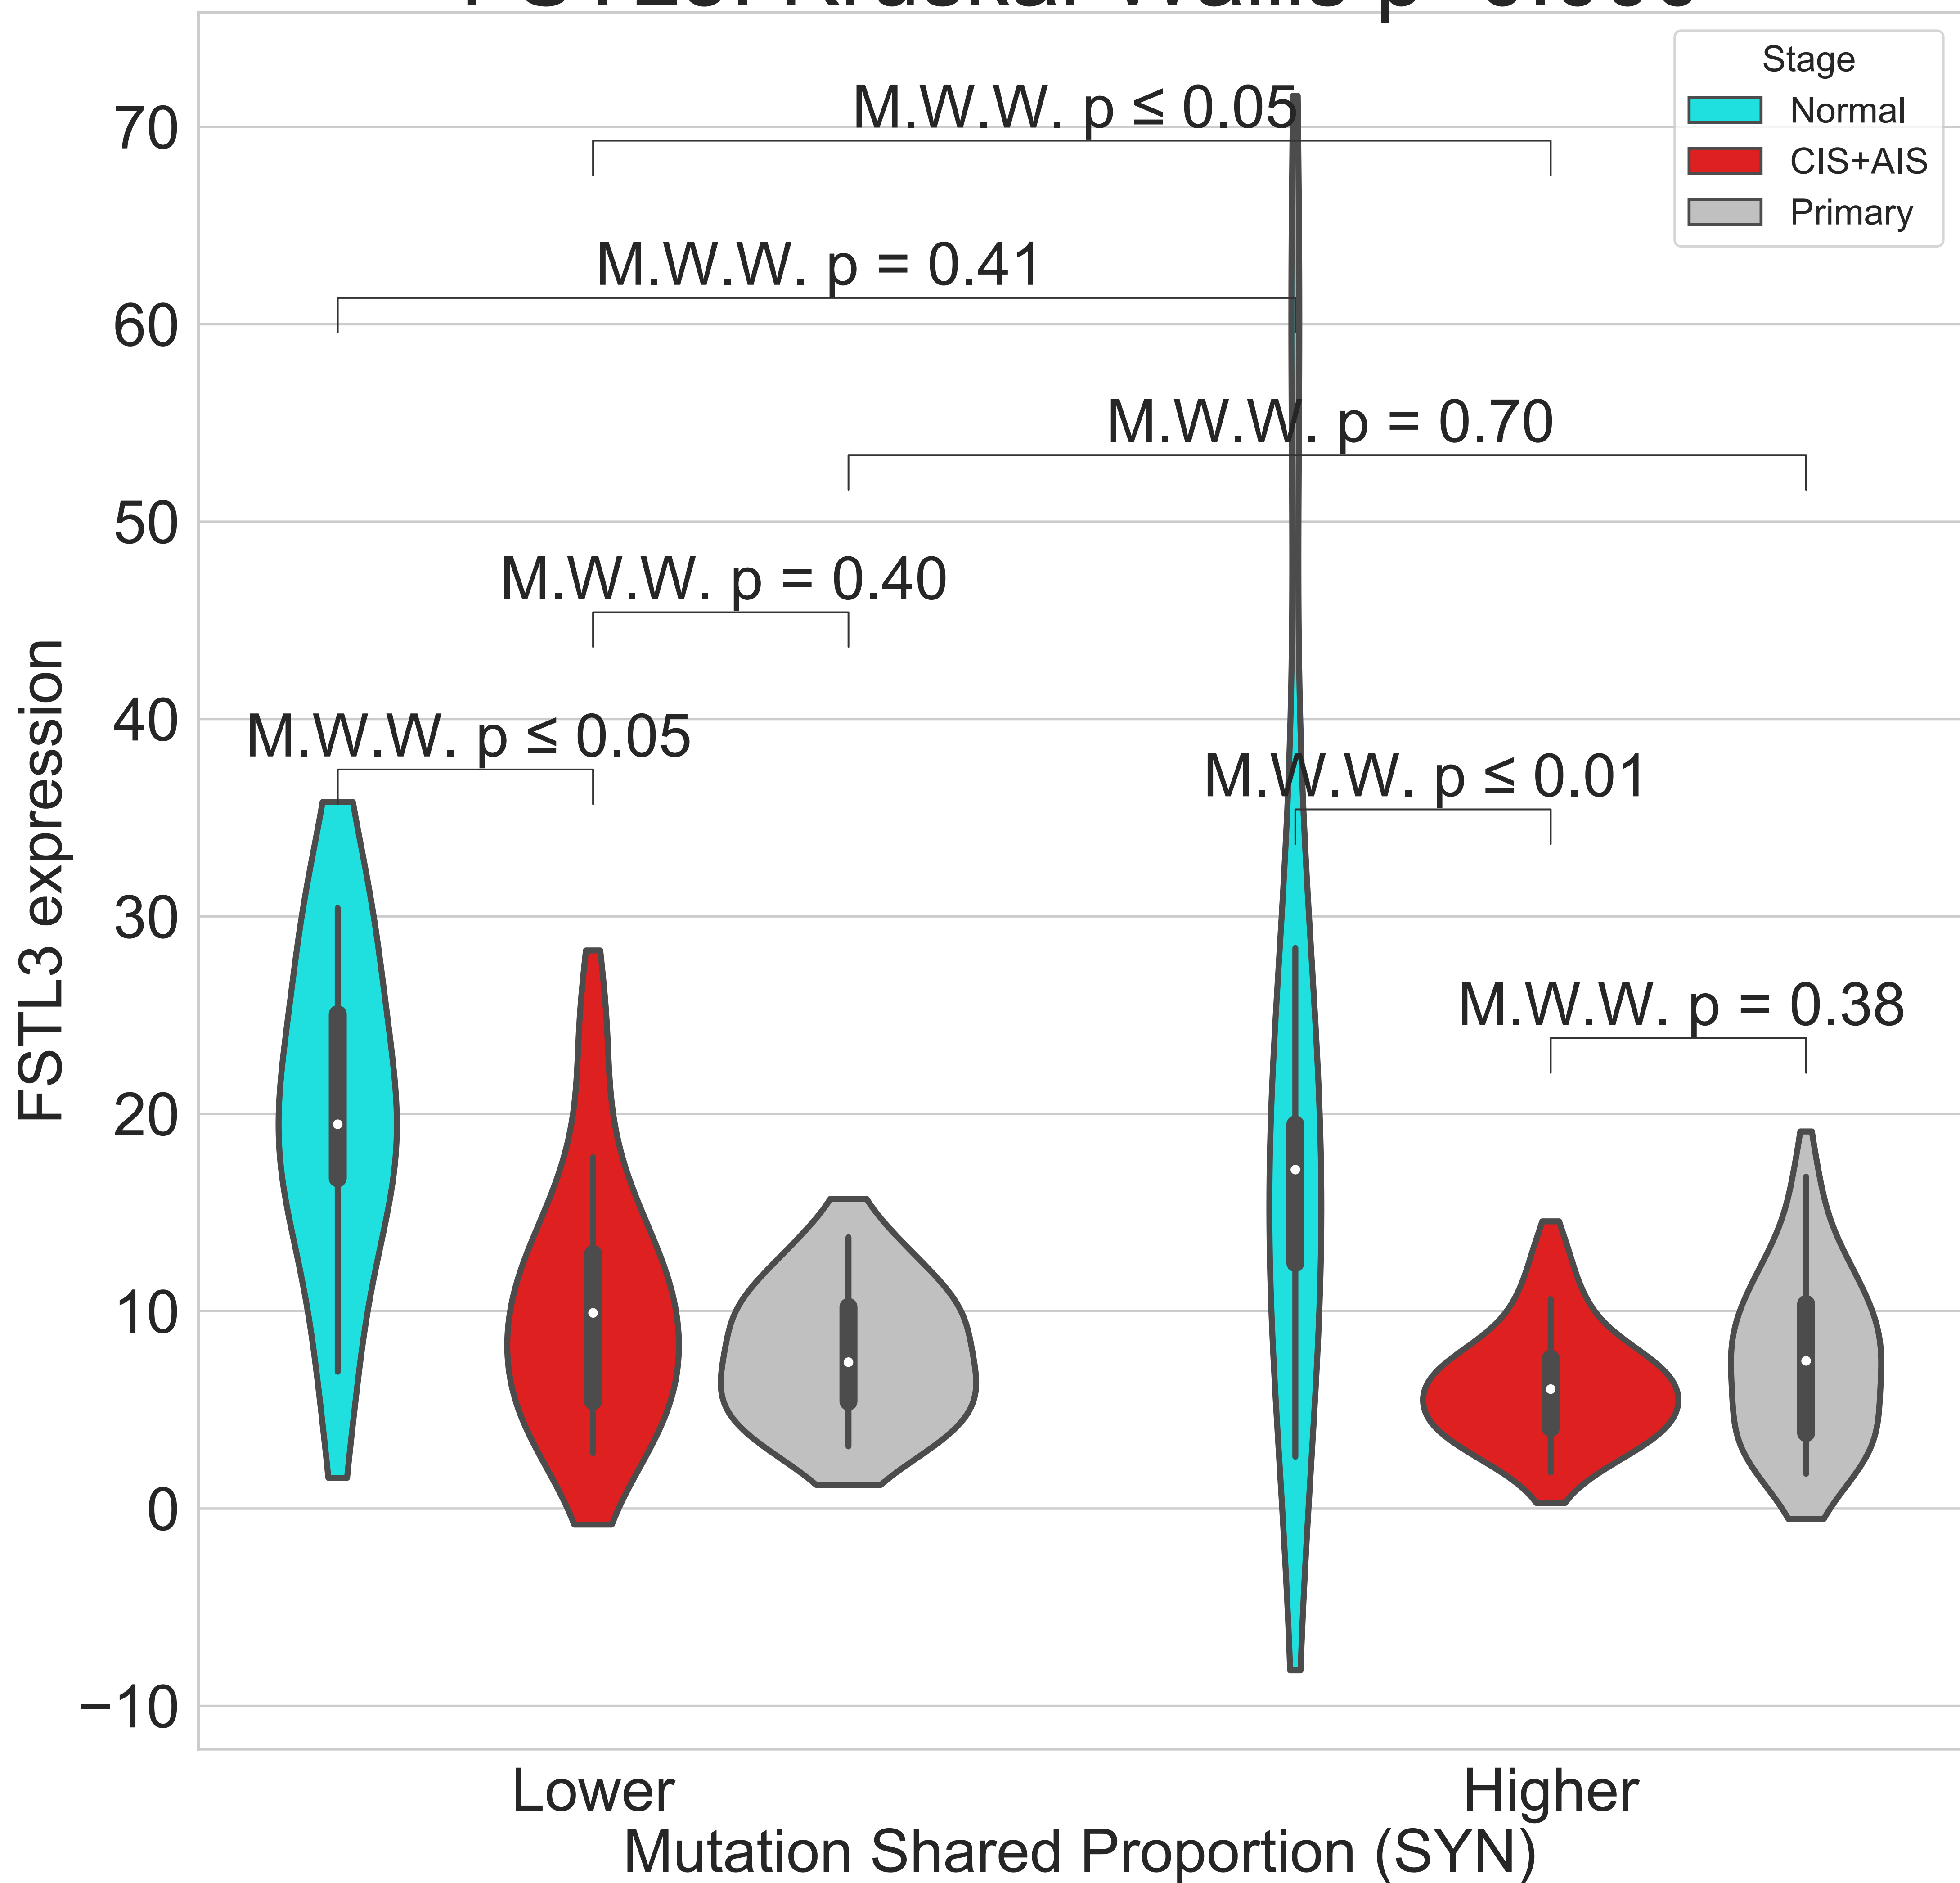 Stage
Normal
CIS+AIS
Primary
M.W.W. p ≤ 0.05
M.W.W. p = 0.41
M.W.W. p = 0.70
M.W.W. p = 0.40
M.W.W. p ≤ 0.05
M.W.W. p ≤ 0.01
M.W.W. p = 0.38
70
60
50
40
30
20
10
0
−10
FSTL3 expression
Lower
Higher
Mutation Shared Proportion (SYN)